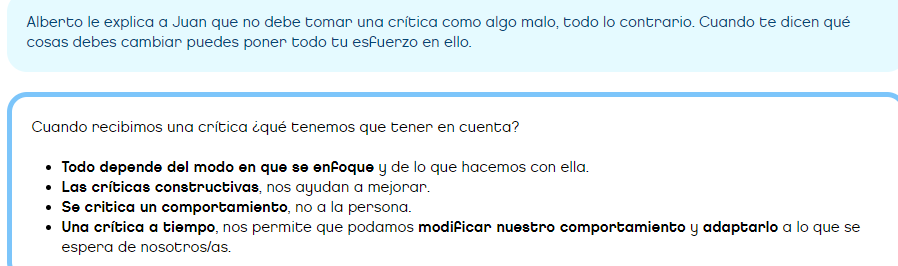 Alberto le explica a Juan que no debe tomar una crítica como algo malo, todo lo contrario. Cuando te dicen qué
cosas debes cambiar puedes poner todo tu esfuerzo en ello.
Cuando recibimos una crítica ¿qué tenemos que tener en cuenta?
• Todo depende del modo en que se enfoque y de lo que hacemos con ella.
• Las críticas constructivas, nos ayudan a mejorar.
• Se critica un comportamiento, no a la persona.
• Una crítica a tiempo, nos permite que podamos modificar nuestro comportamiento y adaptarlo a lo que se
espera de nosotros/as.